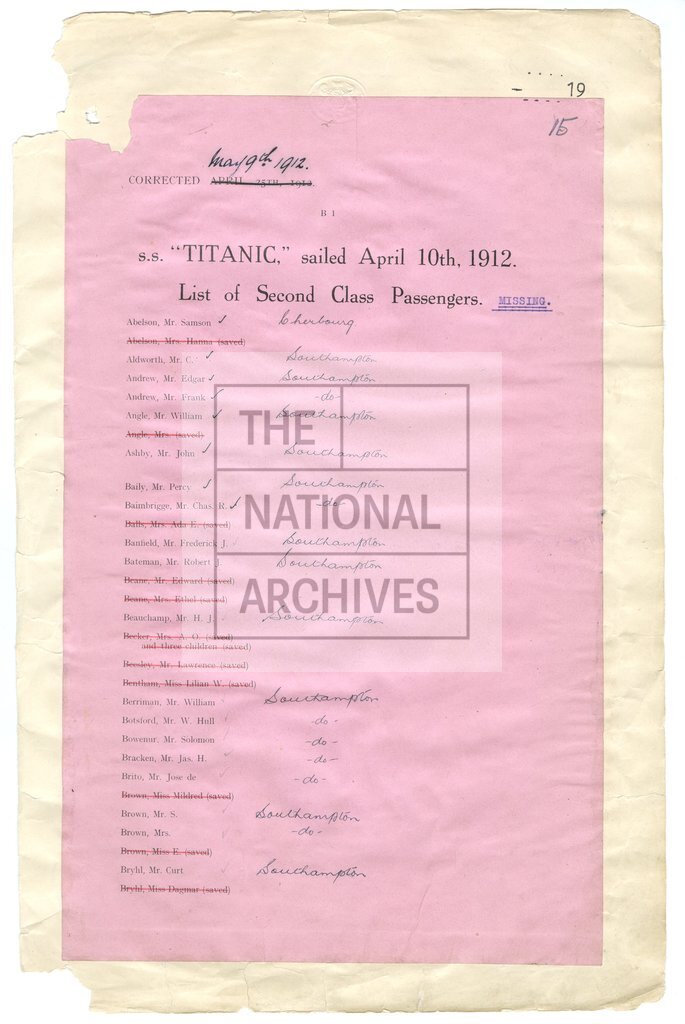 19
15
May 9th 1912.
CORRECTED APRIL 25TH, 1912.
B 1
s.s. "TITANIC," sailed April 10th, 1912.
List of Second Class Passengers. MISSING.
Abelson, Mr. Samson ✓ Cherbourg
Abelson, Mrs. Hanna (saved)
Aldworth, Mr. C. ✓ Southampton
Andrew, Mr. Edgar ✓ Southampton
Andrew, Mr. Frank ✓ -do-
Angle, Mr. William ✓ Southampton
Angle, Mrs. (saved)
Ashby, Mr. John ✓ Southampton
Baily, Mr. Percy ✓ Southampton
Baimbrigge, Mr. Chas. R. ✓ -do-
Balls, Mrs. Ada E. (saved)
Banfield, Mr. Frederick J. Southampton
Bateman, Mr. Robert J. Southampton
Beane, Mr. Edward (saved)
Beane, Mrs. Ethel (saved)
Beauchamp, Mr. H. J. Southampton
Becker, Mrs. A. O. (saved)
and three children (saved)
Beesley, Mr. Lawrence (saved)
Bentham, Miss Lilian W. (saved)
Berriman, Mr. William Southampton
Botsford, Mr. W. Hull -do-
Bowenur, Mr. Solomon -do-
Bracken, Mr. Jas. H. -do-
Brito, Mr. Jose de -do-
Brown, Miss Mildred (saved)
Brown, Mr. S. Southampton
Brown, Mrs. -do-
Brown, Miss E. (saved)
Bryhl, Mr. Curt Southampton
Bryhl, Miss Dagmar (saved)
THE
NATIONAL
ARCHIVES